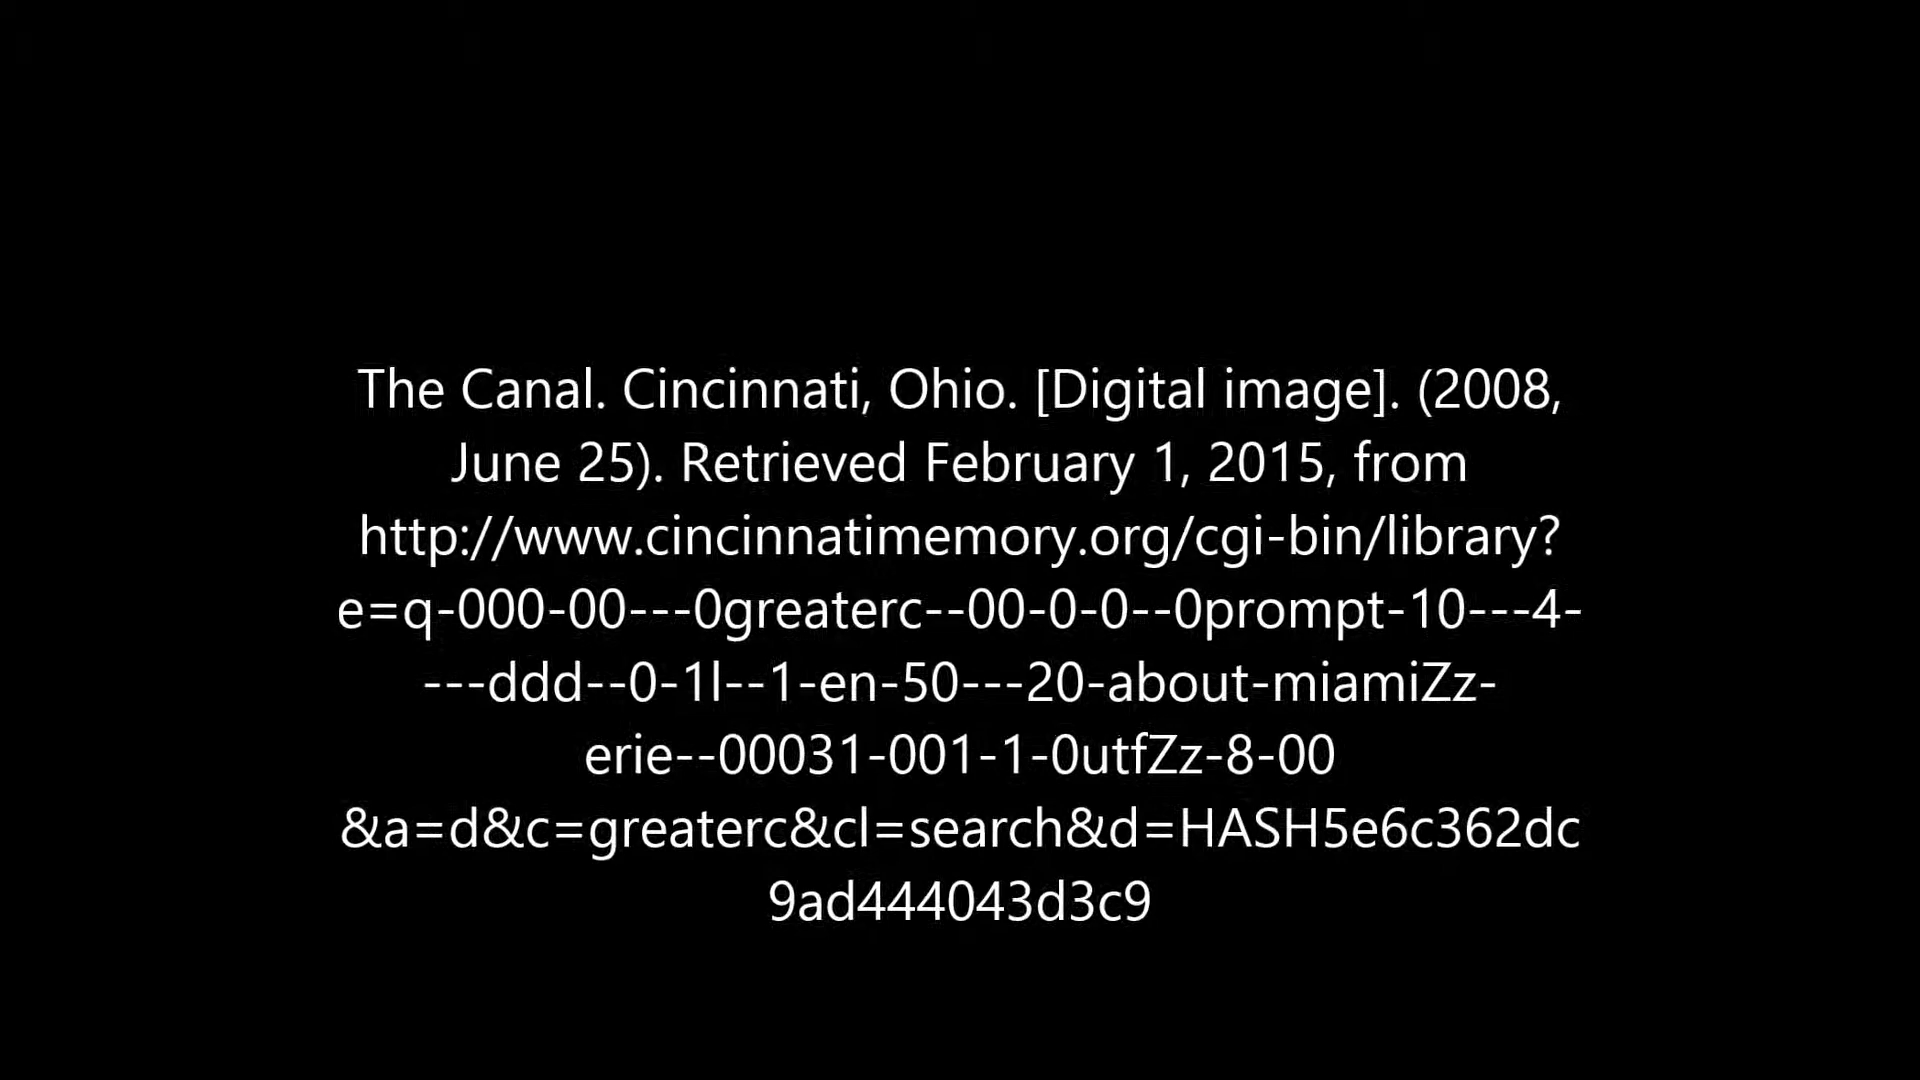 The Canal. Cincinnati, Ohio. [Digital image]. (2008,
June 25). Retrieved February 1, 2015, from
http://www.cincinnatimemory.org/cgi-bin/library?
e=q-000-00---0greaterc--00-0-0--0prompt-10---4-
---ddd--0-1l--1-en-50---20-about-miamiZz-
erie--00031-001-1-0utfZz-8-00
&a=d&c=greaterc&cl=search&d=HASH5e6c362dc
9ad444043d3c9